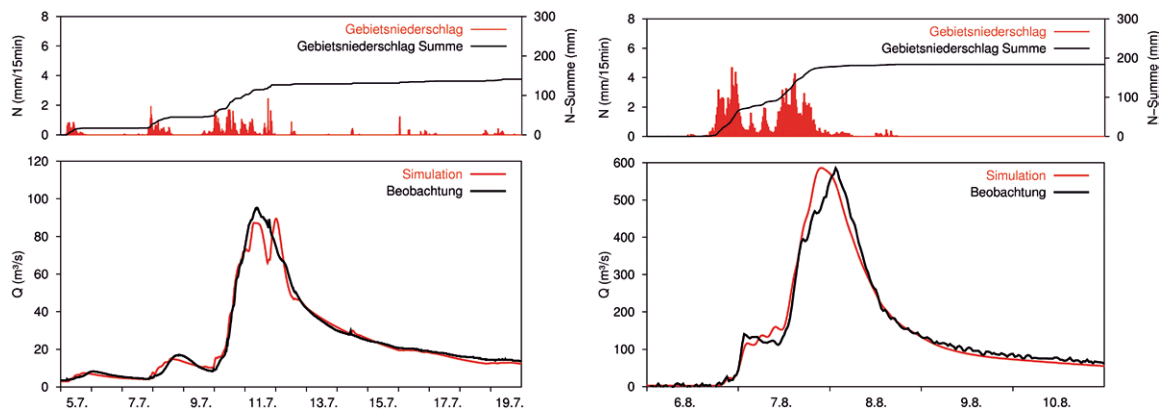 8
6
4
2
0
N (mm/15min)
300
200
100
0
N−Summe (mm)
Gebietsniederschlag
Gebietsniederschlag Summe
120
100
80
60
40
20
0
Q (m³/s)
Simulation
Beobachtung
5.7. 7.7. 9.7. 11.7. 13.7. 15.7. 17.7. 19.7.
8
6
4
2
0
N (mm/15min)
300
200
100
0
N−Summe (mm)
Gebietsniederschlag
Gebietsniederschlag Summe
600
500
400
300
200
100
0
Q (m³/s)
Simulation
Beobachtung
6.8. 7.8. 8.8. 9.8. 10.8.